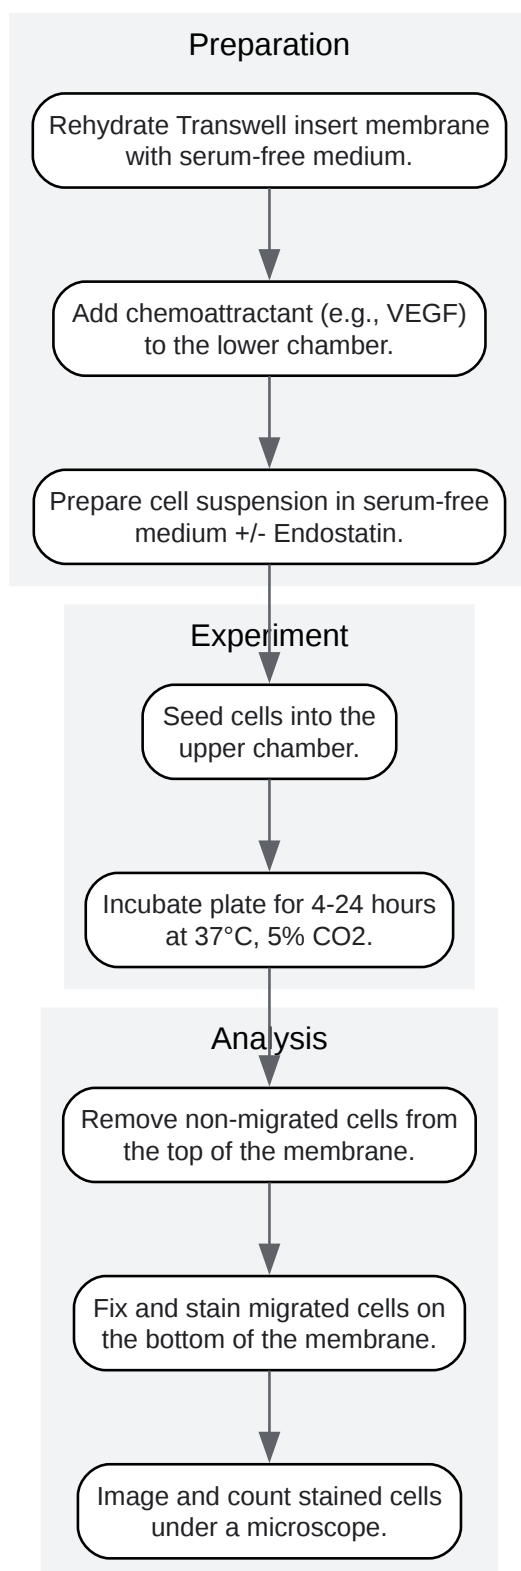 Preparation
Rehydrate Transwell insert membrane
with serum-free medium.
Add chemoattractant (e.g., VEGF)
to the lower chamber.
Prepare cell suspension in serum-free
medium +/- Endostatin.
Experiment
Seed cells into the
upper chamber.
Incubate plate for 4-24 hours
at 37°C, 5% CO2.
Analysis
Remove non-migrated cells from
the top of the membrane.
Fix and stain migrated cells on
the bottom of the membrane.
Image and count stained cells
under a microscope.